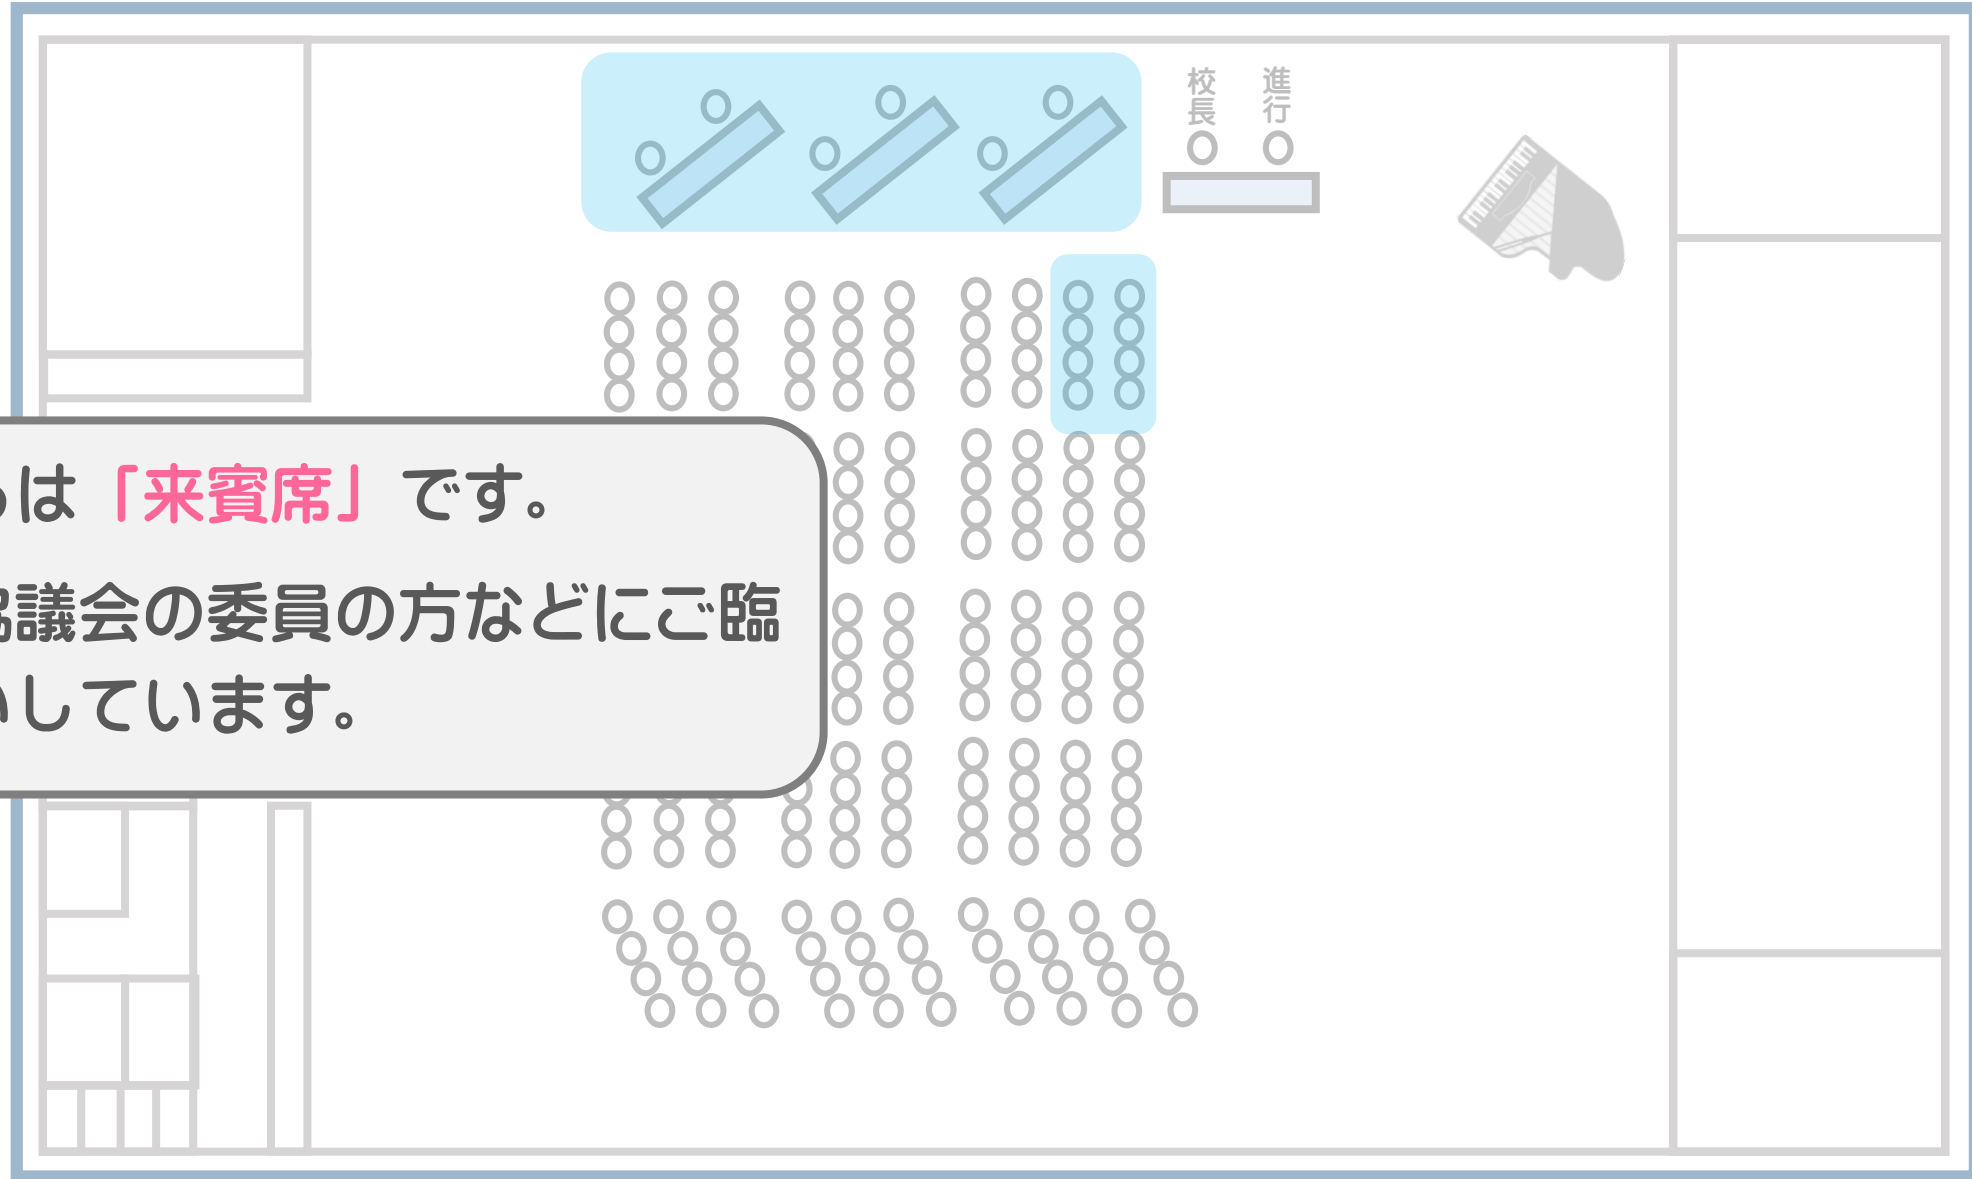 校長
進行
は「来賓席」です。
議会の委員の方などにご臨
しています。